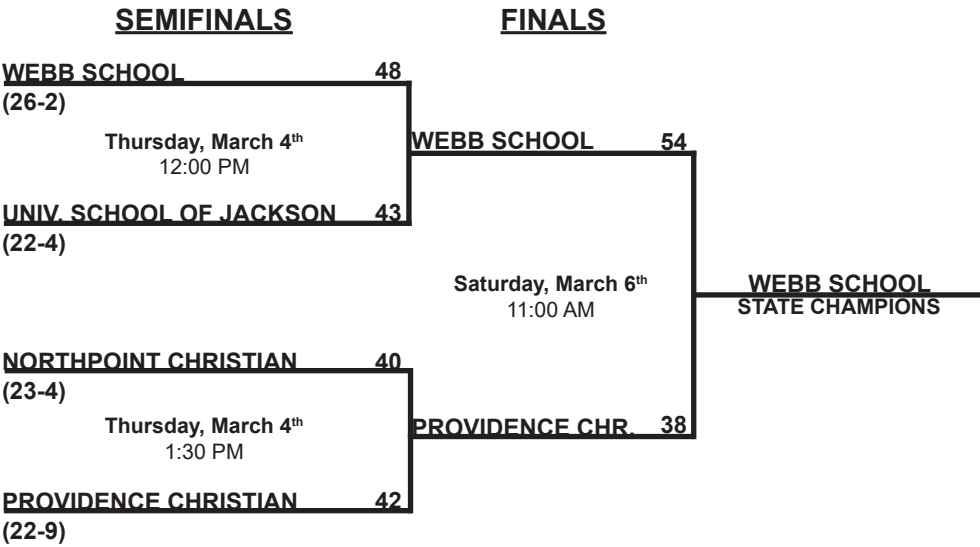 SEMIFINALS
FINALS
WEBB SCHOOL 48
(26-2)
Thursday, March 4th
12:00 PM
UNIV. SCHOOL OF JACKSON 43
(22-4)
WEBB SCHOOL 54
Saturday, March 6th
11:00 AM
WEBB SCHOOL
STATE CHAMPIONS
NORTHPOINT CHRISTIAN 40
(23-4)
Thursday, March 4th
1:30 PM
PROVIDENCE CHR. 38
PROVIDENCE CHRISTIAN 42
(22-9)